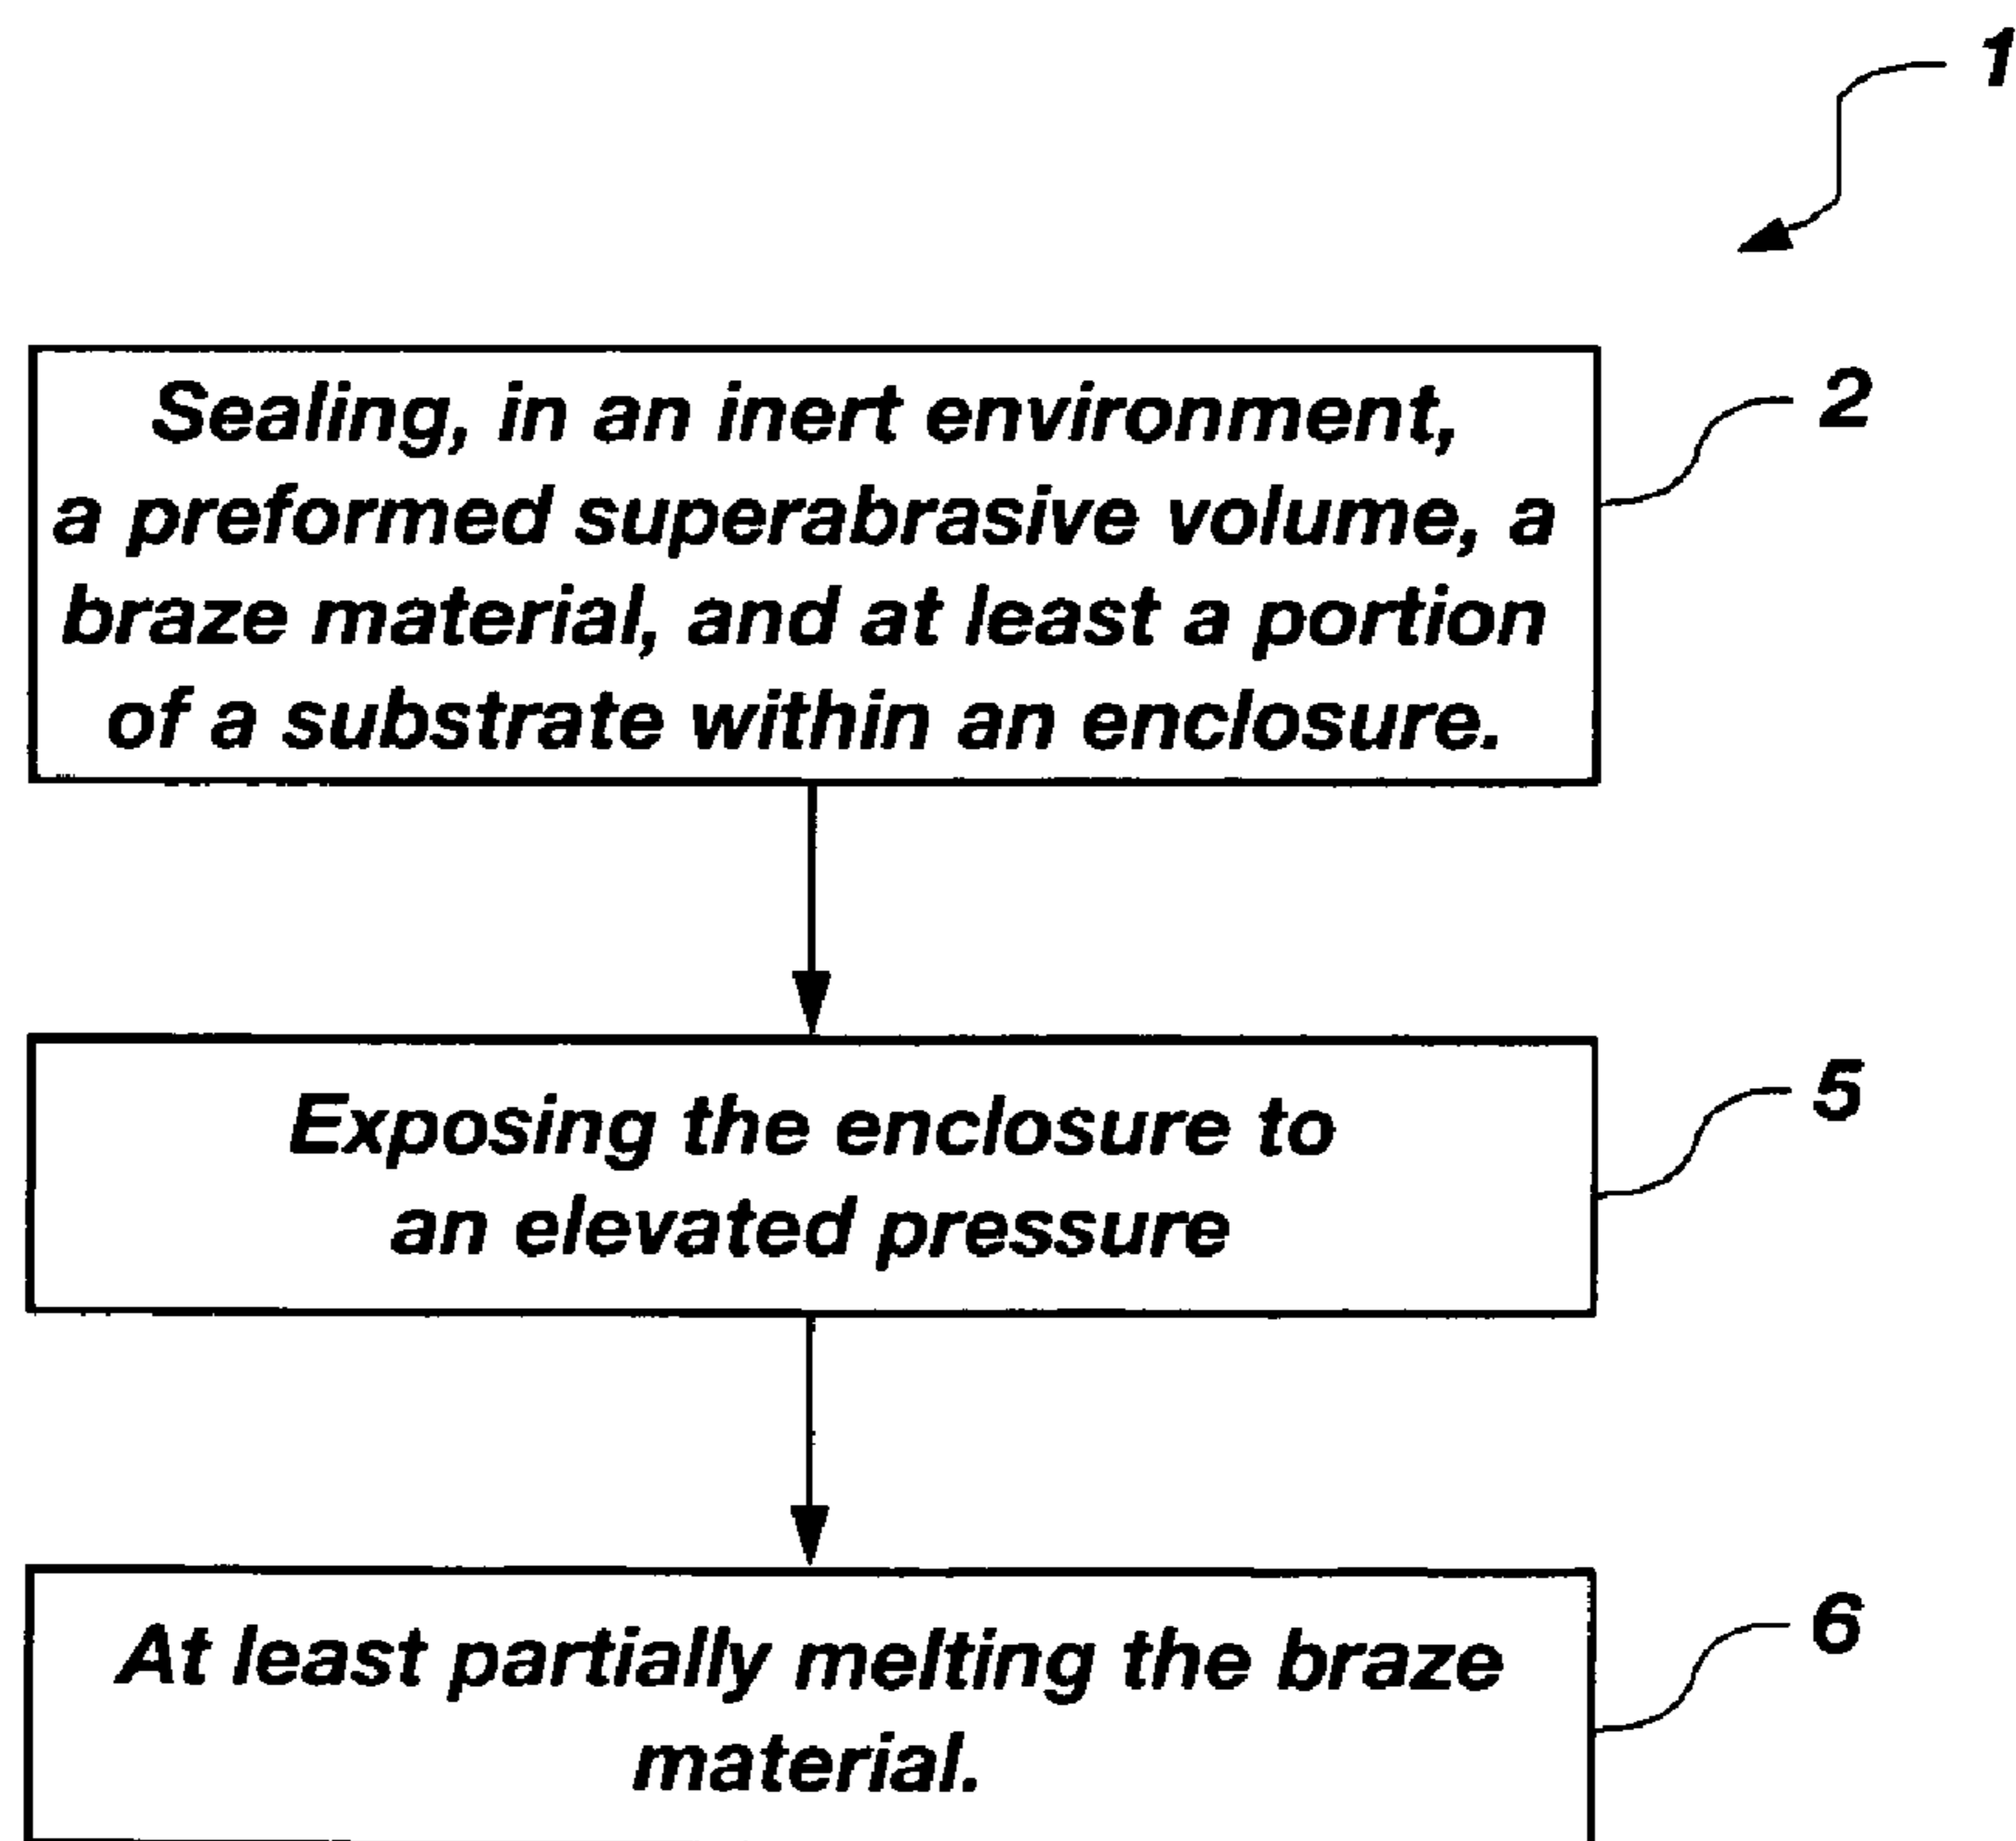 1
Sealing, in an inert environment,
2
a preformed superabrasive volume, a
braze material, and at least a portion
of a substrate within an enclosure.
Exposing the enclosure to
5
an elevated pressure
At least partially melting the braze
6
material.